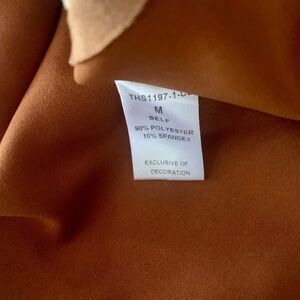 THS1197-1-
M
SELF
90% POLYESTER
10% SPANDEX
EXCLUSIVE OF
DECORATION